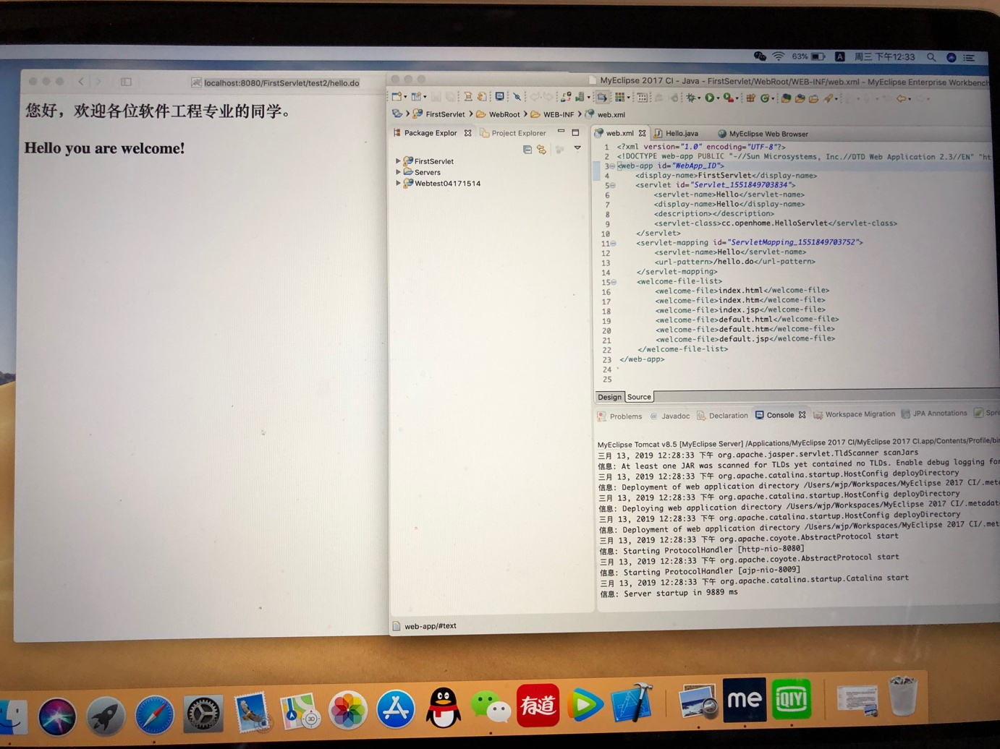 63% A 周三下午12:33
localhost:8080/FirstServlet/test2/hello.do
您好，欢迎各位软件工程专业的同学。
Hello you are welcome!
MyEclipse 2017 CI - Java - FirstServlet/WebRoot/WEB-INF/web.xml - MyEclipse Enterprise Workbench
FirstServlet WebRoot WEB-INF web.xml
Package Explor Project Explorer
FirstServlet
Servers
Webtest04171514
web.xml Hello.java MyEclipse Web Browser
1 <?xml version="1.0" encoding="UTF-8"?>
2 <!DOCTYPE web-app PUBLIC "-//Sun Microsystems, Inc.//DTD Web Application 2.3//EN" "ht
3 <web-app id="WebApp_ID">
4 <display-name>FirstServlet</display-name>
5 <servlet id="Servlet_1551849703834">
6 <servlet-name>Hello</servlet-name>
7 <display-name>Hello</display-name>
8 <description></description>
9 <servlet-class>cc.openhome.HelloServlet</servlet-class>
10 </servlet>
11 <servlet-mapping id="ServletMapping_1551849703752">
12 <servlet-name>Hello</servlet-name>
13 <url-pattern>/hello.do</url-pattern>
14 </servlet-mapping>
15 <welcome-file-list>
16 <welcome-file>index.html</welcome-file>
17 <welcome-file>index.htm</welcome-file>
18 <welcome-file>index.jsp</welcome-file>
19 <welcome-file>default.html</welcome-file>
20 <welcome-file>default.htm</welcome-file>
21 <welcome-file>default.jsp</welcome-file>
22 </welcome-file-list>
23 </web-app>
24
25
Design Source
Problems @ Javadoc Declaration Console Workspace Migration JPA Annotations Spri
MyEclipse Tomcat v8.5 [MyEclipse Server] /Applications/MyEclipse 2017 CI/MyEclipse 2017 CI.app/Contents/Profile/bin
三月 13, 2019 12:28:33 下午 org.apache.jasper.servlet.TldScanner scanJars
信息: At least one JAR was scanned for TLDs yet contained no TLDs. Enable debug logging for
三月 13, 2019 12:28:33 下午 org.apache.catalina.startup.HostConfig deployDirectory
信息: Deployment of web application directory /Users/wjp/Workspaces/MyEclipse 2017 CI/.meta
三月 13, 2019 12:28:33 下午 org.apache.catalina.startup.HostConfig deployDirectory
信息: Deploying web application directory /Users/wjp/Workspaces/MyEclipse 2017 CI/.metadat
三月 13, 2019 12:28:33 下午 org.apache.catalina.startup.HostConfig deployDirectory
信息: Deployment of web application directory /Users/wjp/Workspaces/MyEclipse 2017 CI/.met
三月 13, 2019 12:28:33 下午 org.apache.coyote.AbstractProtocol start
信息: Starting ProtocolHandler [http-nio-8080]
三月 13, 2019 12:28:33 下午 org.apache.coyote.AbstractProtocol start
信息: Starting ProtocolHandler [ajp-nio-8009]
三月 13, 2019 12:28:33 下午 org.apache.catalina.startup.Catalina start
信息: Server startup in 9889 ms
web-app/#text
3D
有道
me
iQIYI